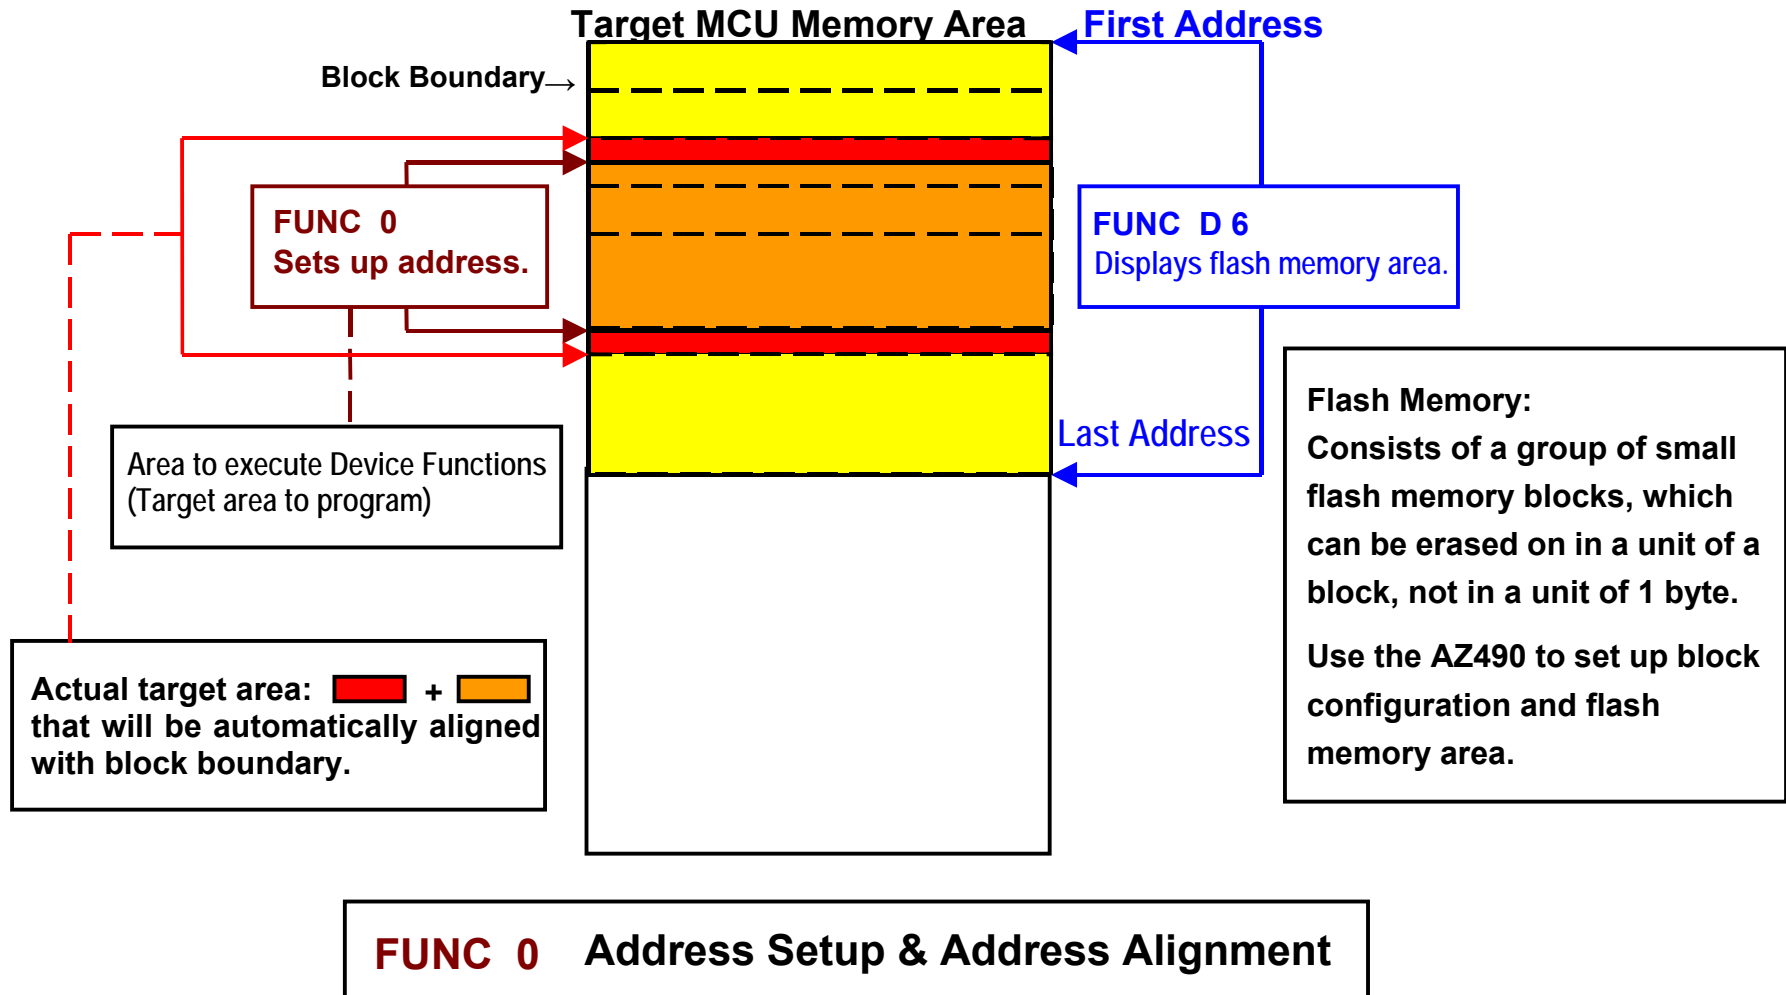 Target MCU Memory Area
First Address
Block Boundary→
FUNC 0
Sets up address.
FUNC D 6
Displays flash memory area.
Area to execute Device Functions
(Target area to program)
Last Address
Flash Memory:
Consists of a group of small
flash memory blocks, which
can be erased on in a unit of a
block, not in a unit of 1 byte.
Use the AZ490 to set up block
configuration and flash
memory area.
Actual target area: +
that will be automatically aligned
with block boundary.
FUNC 0 Address Setup & Address Alignment